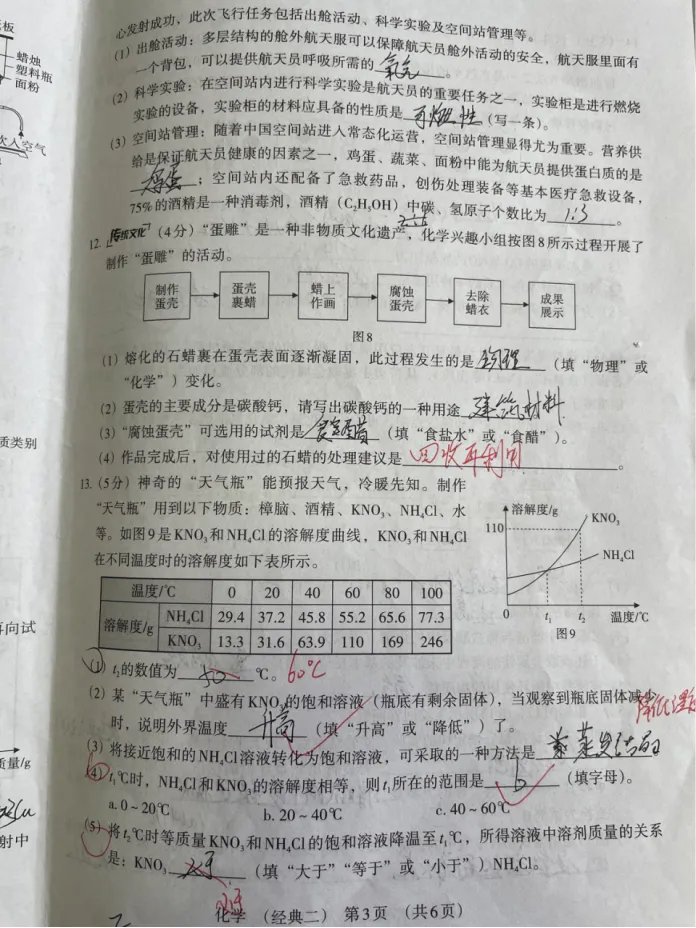 板
蜡烛
塑料瓶
面粉
吹入空气
心发射成功，此次飞行任务包括出舱活动、科学实验及空间站管理等。
(1) 出舱活动：多层结构的舱外航天服可以保障航天员舱外活动的安全，航天服里面有
一个背包，可以提供航天员呼吸所需的 氧气 。
(2) 科学实验：在空间站内进行科学实验是航天员的重要任务之一，实验柜是进行燃烧
实验的设备，实验柜的材料应具备的性质是 可燃性 (写一条)。
(3) 空间站管理：随着中国空间站进入常态化运营，空间站管理显得尤为重要。营养供
给是保证航天员健康的因素之一，鸡蛋、蔬菜、面粉中能为航天员提供蛋白质的是
鸡蛋 ；空间站内还配备了急救药品，创伤处理装备等基本医疗急救设备，
75%的酒精是一种消毒剂，酒精（C₂H₅OH）中碳、氢原子个数比为 1:3 。
12. 传统文化 (4分)“蛋雕”是一种非物质文化遗产，化学兴趣小组按图8所示过程开展了
制作“蛋雕”的活动。
制作蛋壳 蛋壳裹蜡 蜡上作画 腐蚀蛋壳 去除蜡衣 成果展示
图8
(1) 熔化的石蜡裹在蛋壳表面逐渐凝固，此过程发生的是 物理 (填“物理”或
“化学”）变化。
(2) 蛋壳的主要成分是碳酸钙，请写出碳酸钙的一种用途 建筑材料.
(3)“腐蚀蛋壳”可选用的试剂是 食醋 (填“食盐水”或“食醋”)。
(4) 作品完成后，对使用过的石蜡的处理建议是 回收再利用 。
13. (5分) 神奇的“天气瓶”能预报天气，冷暖先知。制作
“天气瓶”用到以下物质：樟脑、酒精、KNO₃、NH₄Cl、水
等。如图9是KNO₃和NH₄Cl的溶解度曲线，KNO₃和NH₄Cl
在不同温度时的溶解度如下表所示。
溶解度/g
110
KNO₃
NH₄Cl
0 t₁ t₂ 温度/℃
图9
温度/℃ 0 20 40 60 80 100
溶解度/g NH₄Cl 29.4 37.2 45.8 55.2 65.6 77.3
KNO₃ 13.3 31.6 63.9 110 169 246
(1) t₂的数值为 50 ℃。 60℃
(2) 某“天气瓶”中盛有KNO₃的饱和溶液（瓶底有剩余固体），当观察到瓶底固体减少
时，说明外界温度 升高 (填“升高”或“降低”）了。
降低温度
(3) 将接近饱和的NH₄Cl溶液转化为饱和溶液，可采取的一种方法是 蒸发结晶
(4) t₁℃时，NH₄Cl和KNO₃的溶解度相等，则t₁所在的范围是 b (填字母)。
a. 0～20℃ b. 20～40℃ c. 40～60℃
(5) 将t₂℃时等质量KNO₃和NH₄Cl的饱和溶液降温至t₁℃，所得溶液中溶剂质量的关系
是：KNO₃ 大于 (填“大于”“等于”或“小于”）NH₄Cl。
小于
化学 （经典二） 第3页 （共6页）
质类别
再向试
质量/g
射中